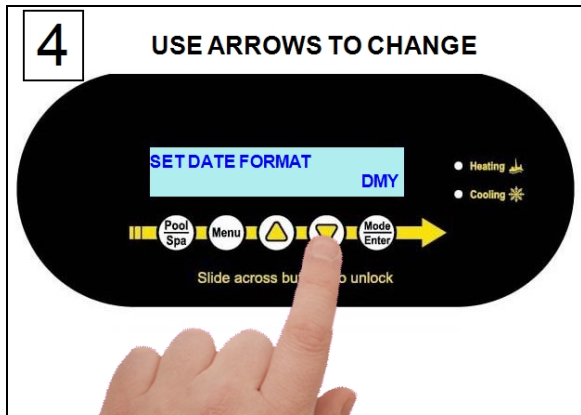 4
USE ARROWS TO CHANGE
SET DATE FORMAT
DMY
Heating
Cooling
Pool
Spa
Menu
Mode
Enter
Slide across but o unlock